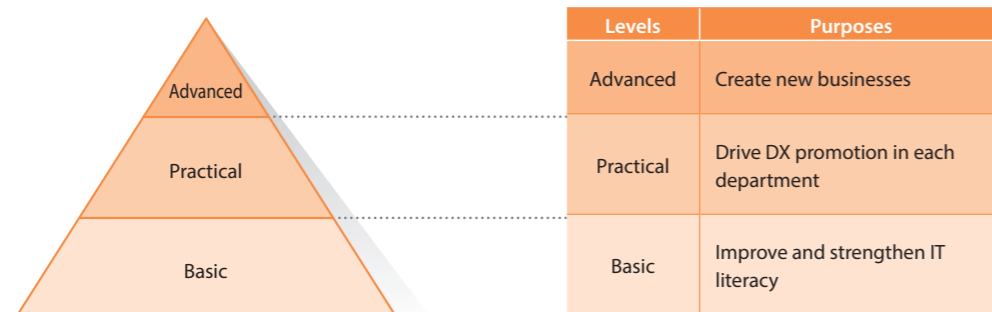 Advanced
Practical
Basic
Levels Purposes
Advanced Create new businesses
Practical Drive DX promotion in each
department
Basic Improve and strengthen IT
literacy